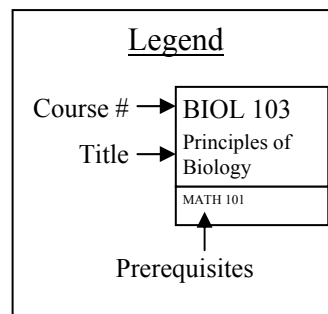 Legend
Course #
BIOL 103
Title
Principles of
Biology
MATH 101
Prerequisites